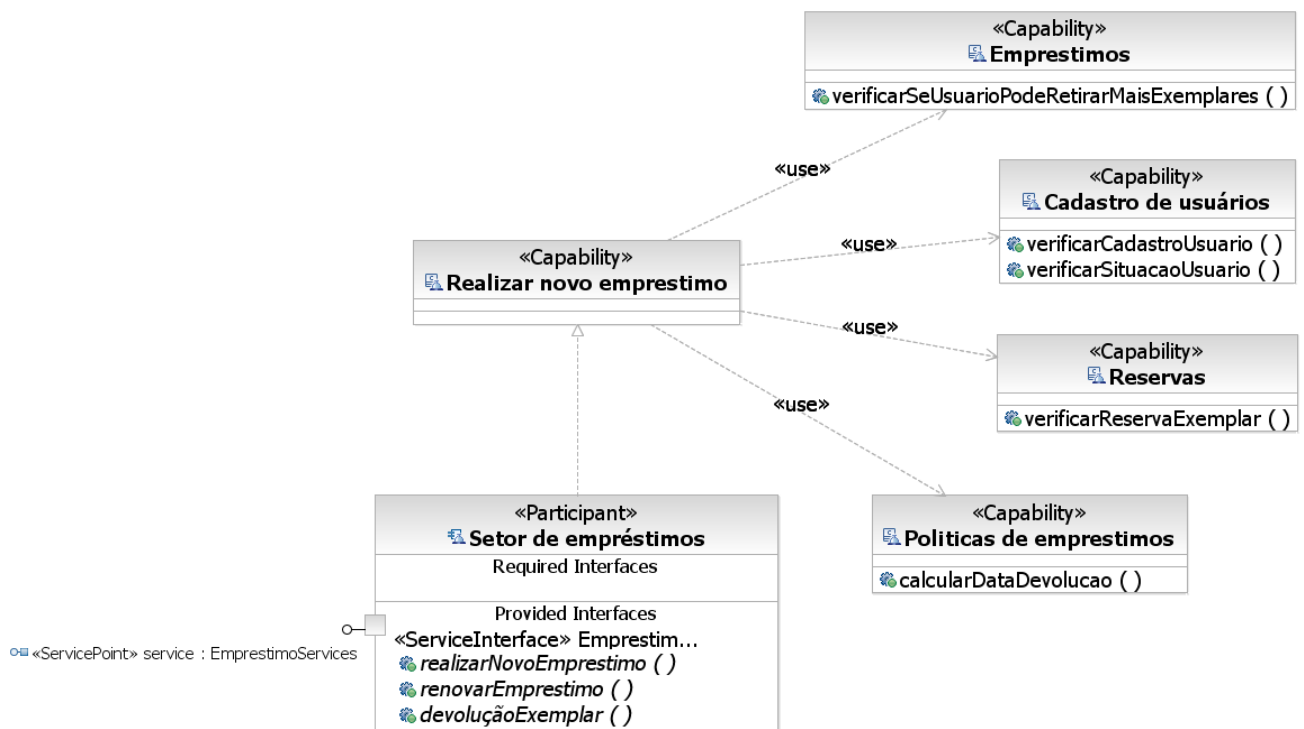 «Capability»
Emprestimos
verificarSeUsuarioPodeRetirarMaisExemplares ( )
«use»
«Capability»
Cadastro de usuários
verificarCadastroUsuario ( )
verificarSituacaoUsuario ( )
«use»
«Capability»
Realizar novo emprestimo
«use»
«Capability»
Reservas
verificarReservaExemplar ( )
«use»
«Capability»
Politicas de emprestimos
calcularDataDevolucao ( )
«Participant»
Setor de empréstimos
Required Interfaces
Provided Interfaces
«ServiceInterface» Emprestim...
realizarNovoEmprestimo ( )
renovarEmprestimo ( )
devoluçãoExemplar ( )
«ServicePoint» service : EmprestimoServices